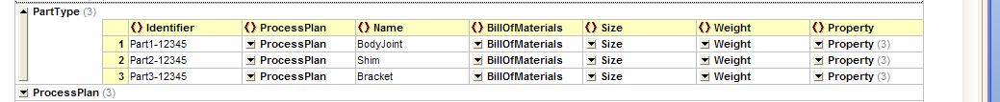 PartType (3)
Identifier ProcessPlan Name BillOfMaterials Size Weight Property
1 Part1-12345 ProcessPlan BodyJoint BillOfMaterials Size Weight Property (3)
2 Part2-12345 ProcessPlan Shim BillOfMaterials Size Weight Property (3)
3 Part3-12345 ProcessPlan Bracket BillOfMaterials Size Weight Property (3)
ProcessPlan (3)